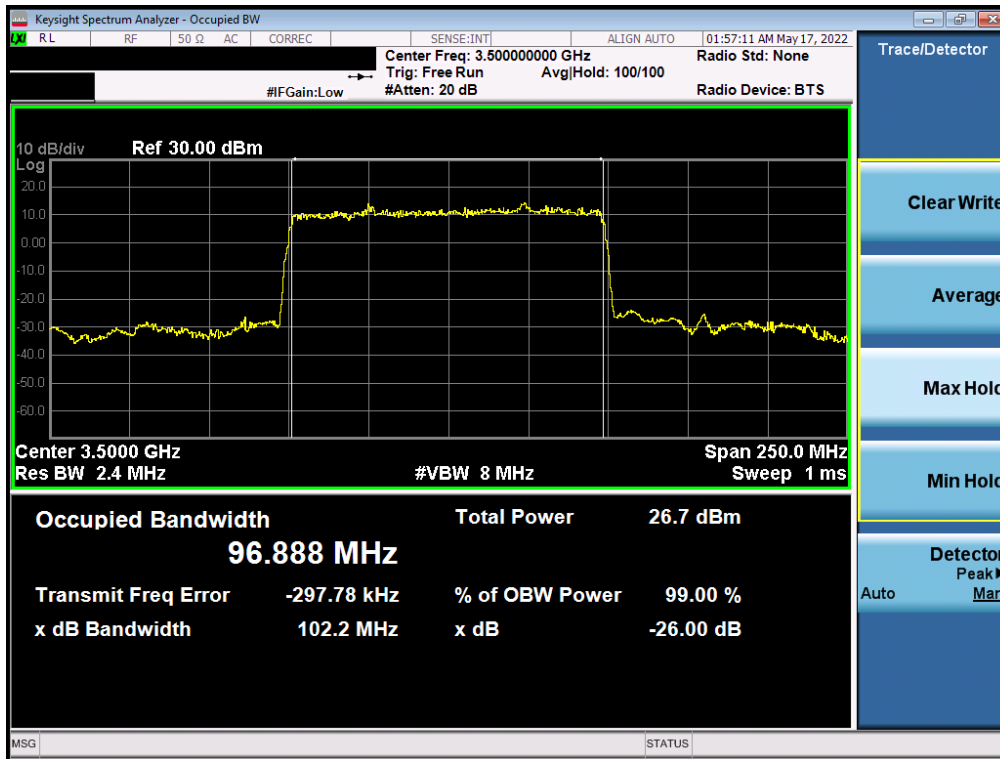 Keysight Spectrum Analyzer - Occupied BW
LXI RL RF 50 Ω AC CORREC SENSE:INT ALIGN AUTO 01:57:11 AM May 17, 2022
Center Freq: 3.500000000 GHz Radio Std: None
Trig: Free Run Avg|Hold: 100/100
#IFGain:Low #Atten: 20 dB Radio Device: BTS
Trace/Detector
10 dB/div Ref 30.00 dBm
Log
20.0
10.0
0.00
-10.0
-20.0
-30.0
-40.0
-50.0
-60.0
Center 3.5000 GHz Span 250.0 MHz
Res BW 2.4 MHz #VBW 8 MHz Sweep 1 ms
Clear Write
Average
Max Hold
Min Hold
Detector
Peak
Auto Man
Occupied Bandwidth Total Power 26.7 dBm
96.888 MHz
Transmit Freq Error -297.78 kHz % of OBW Power 99.00 %
x dB Bandwidth 102.2 MHz x dB -26.00 dB
MSG STATUS